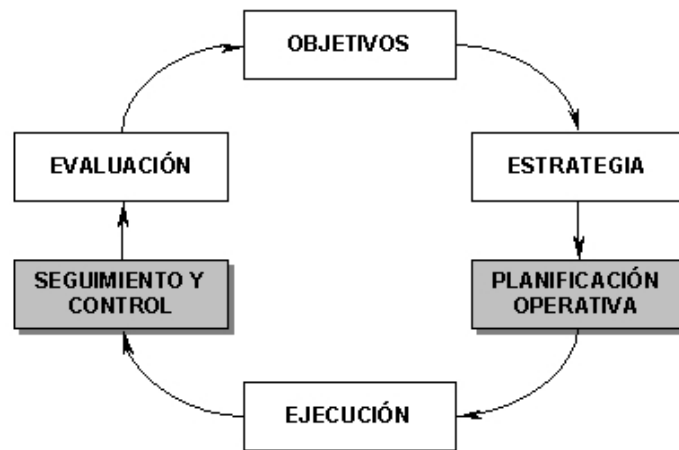 OBJETIVOS
EVALUACIÓN
ESTRATEGIA
SEGUIMIENTO Y
CONTROL
PLANIFICACIÓN
OPERATIVA
EJECUCIÓN